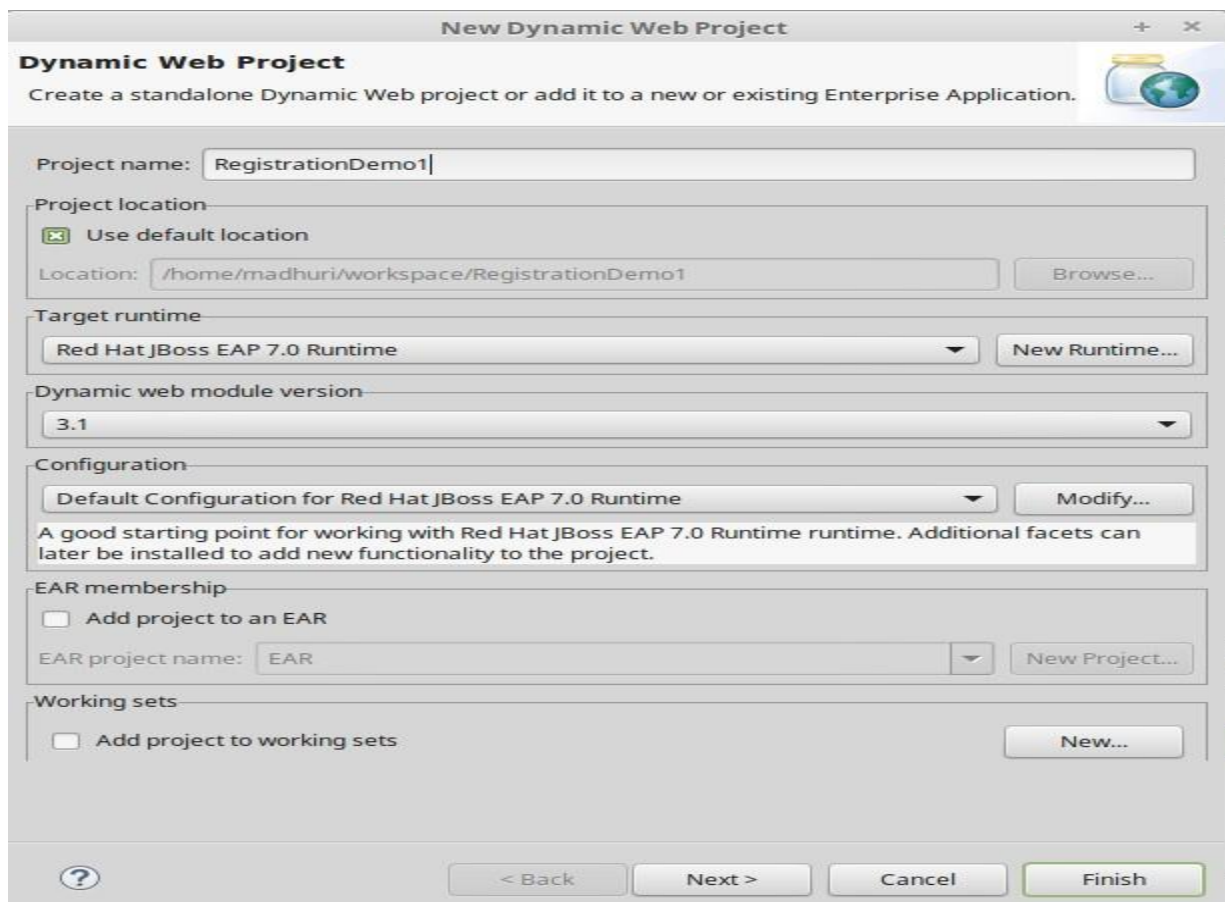 New Dynamic Web Project
Dynamic Web Project
Create a standalone Dynamic Web project or add it to a new or existing Enterprise Application.
Project name: RegistrationDemo1
Project location
Use default location
Location: /home/madhuri/workspace/RegistrationDemo1 Browse...
Target runtime
Red Hat JBoss EAP 7.0 Runtime New Runtime...
Dynamic web module version
3.1
Configuration
Default Configuration for Red Hat JBoss EAP 7.0 Runtime Modify...
A good starting point for working with Red Hat JBoss EAP 7.0 Runtime runtime. Additional facets can
later be installed to add new functionality to the project.
EAR membership
Add project to an EAR
EAR project name: EAR New Project...
Working sets
Add project to working sets New...
? < Back Next > Cancel Finish